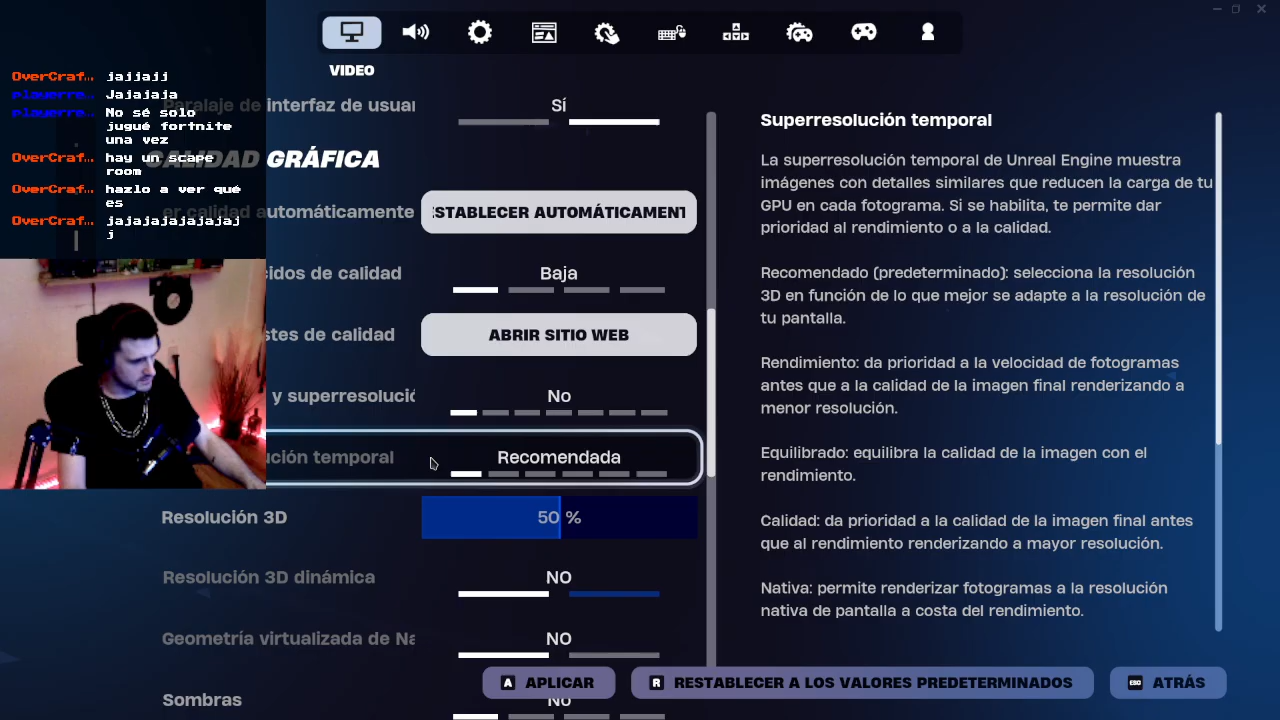 VIDEO
OverCraf… jajjajj
playerre… Jajajaja
playerre… No sé solo
jugué fortnite
una vez
OverCraf… hay un scape
room
OverCraf… hazlo a ver qué
es
OverCraf… jajajajajajajaj
j
Paralaje de interfaz de usuar
Sí
CALIDAD GRÁFICA
er calidad automáticamente
STABLECER AUTOMÁTICAMENT
cidos de calidad
Baja
stes de calidad
ABRIR SITIO WEB
y superresolució
No
ución temporal
Recomendada
Resolución 3D
50 %
Resolución 3D dinámica
NO
Geometría virtualizada de Na
NO
Sombras
No
Superresolución temporal
La superresolución temporal de Unreal Engine muestra
imágenes con detalles similares que reducen la carga de tu
GPU en cada fotograma. Si se habilita, te permite dar
prioridad al rendimiento o a la calidad.
Recomendado (predeterminado): selecciona la resolución
3D en función de lo que mejor se adapte a la resolución de
tu pantalla.
Rendimiento: da prioridad a la velocidad de fotogramas
antes que a la calidad de la imagen final renderizando a
menor resolución.
Equilibrado: equilibra la calidad de la imagen con el
rendimiento.
Calidad: da prioridad a la calidad de la imagen final antes
que al rendimiento renderizando a mayor resolución.
Nativa: permite renderizar fotogramas a la resolución
nativa de pantalla a costa del rendimiento.
A APLICAR
R RESTABLECER A LOS VALORES PREDETERMINADOS
ESC ATRÁS